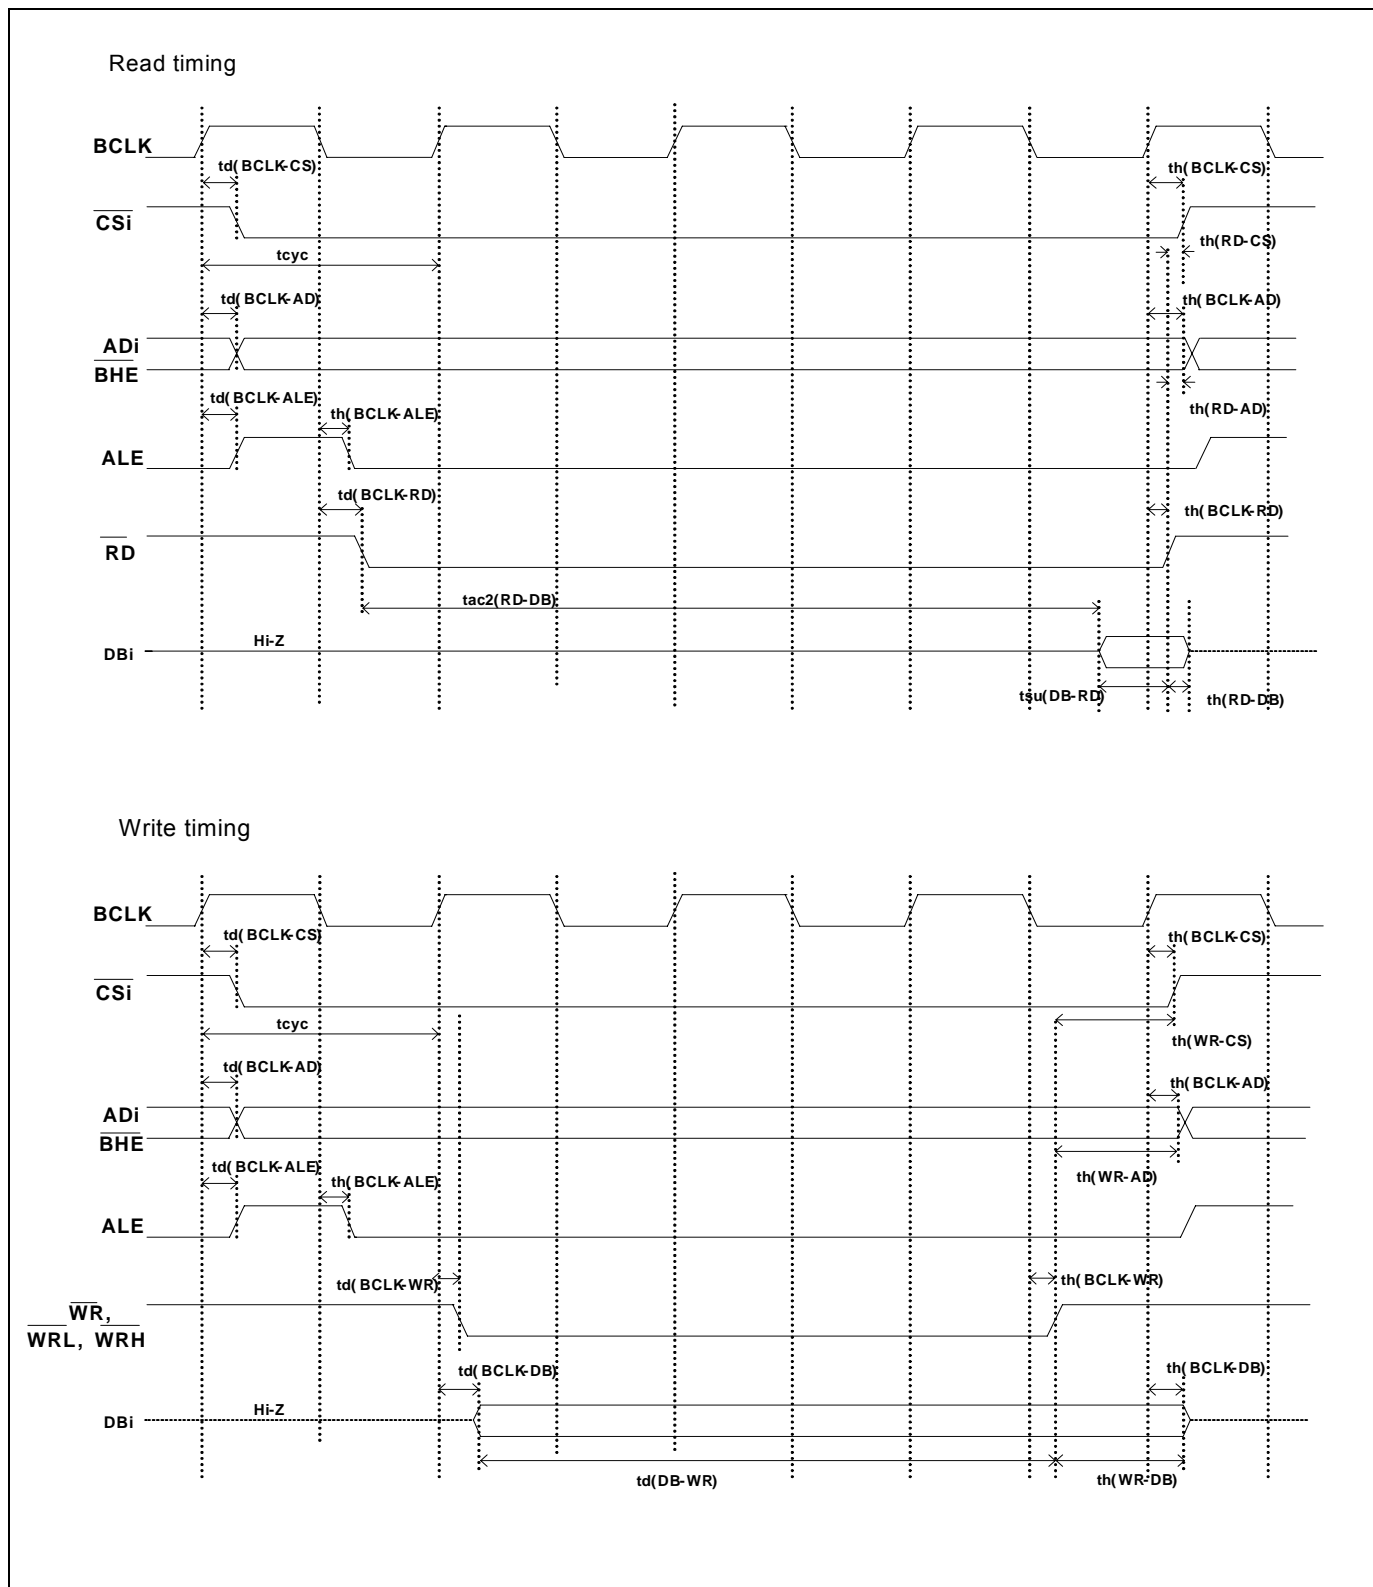 Read timing
BCLK
td(BCLK-CS)
th(BCLK-CS)
CSi
th(RD-CS)
tcyc
td(BCLK-AD)
th(BCLK-AD)
ADi
BHE
td(BCLK-ALE)
th(BCLK-ALE)
th(RD-AD)
ALE
td(BCLK-RD)
th(BCLK-RD)
RD
tac2(RD-DB)
Hi-Z
DBi
tsu(DB-RD)
th(RD-DB)
Write timing
BCLK
td(BCLK-CS)
th(BCLK-CS)
CSi
tcyc
th(WR-CS)
td(BCLK-AD)
th(BCLK-AD)
ADi
BHE
td(BCLK-ALE)
th(BCLK-ALE)
th(WR-AD)
ALE
td(BCLK-WR)
th(BCLK-WR)
WR,
WRL, WRH
td(BCLK-DB)
th(BCLK-DB)
Hi-Z
DBi
td(DB-WR)
th(WR-DB)